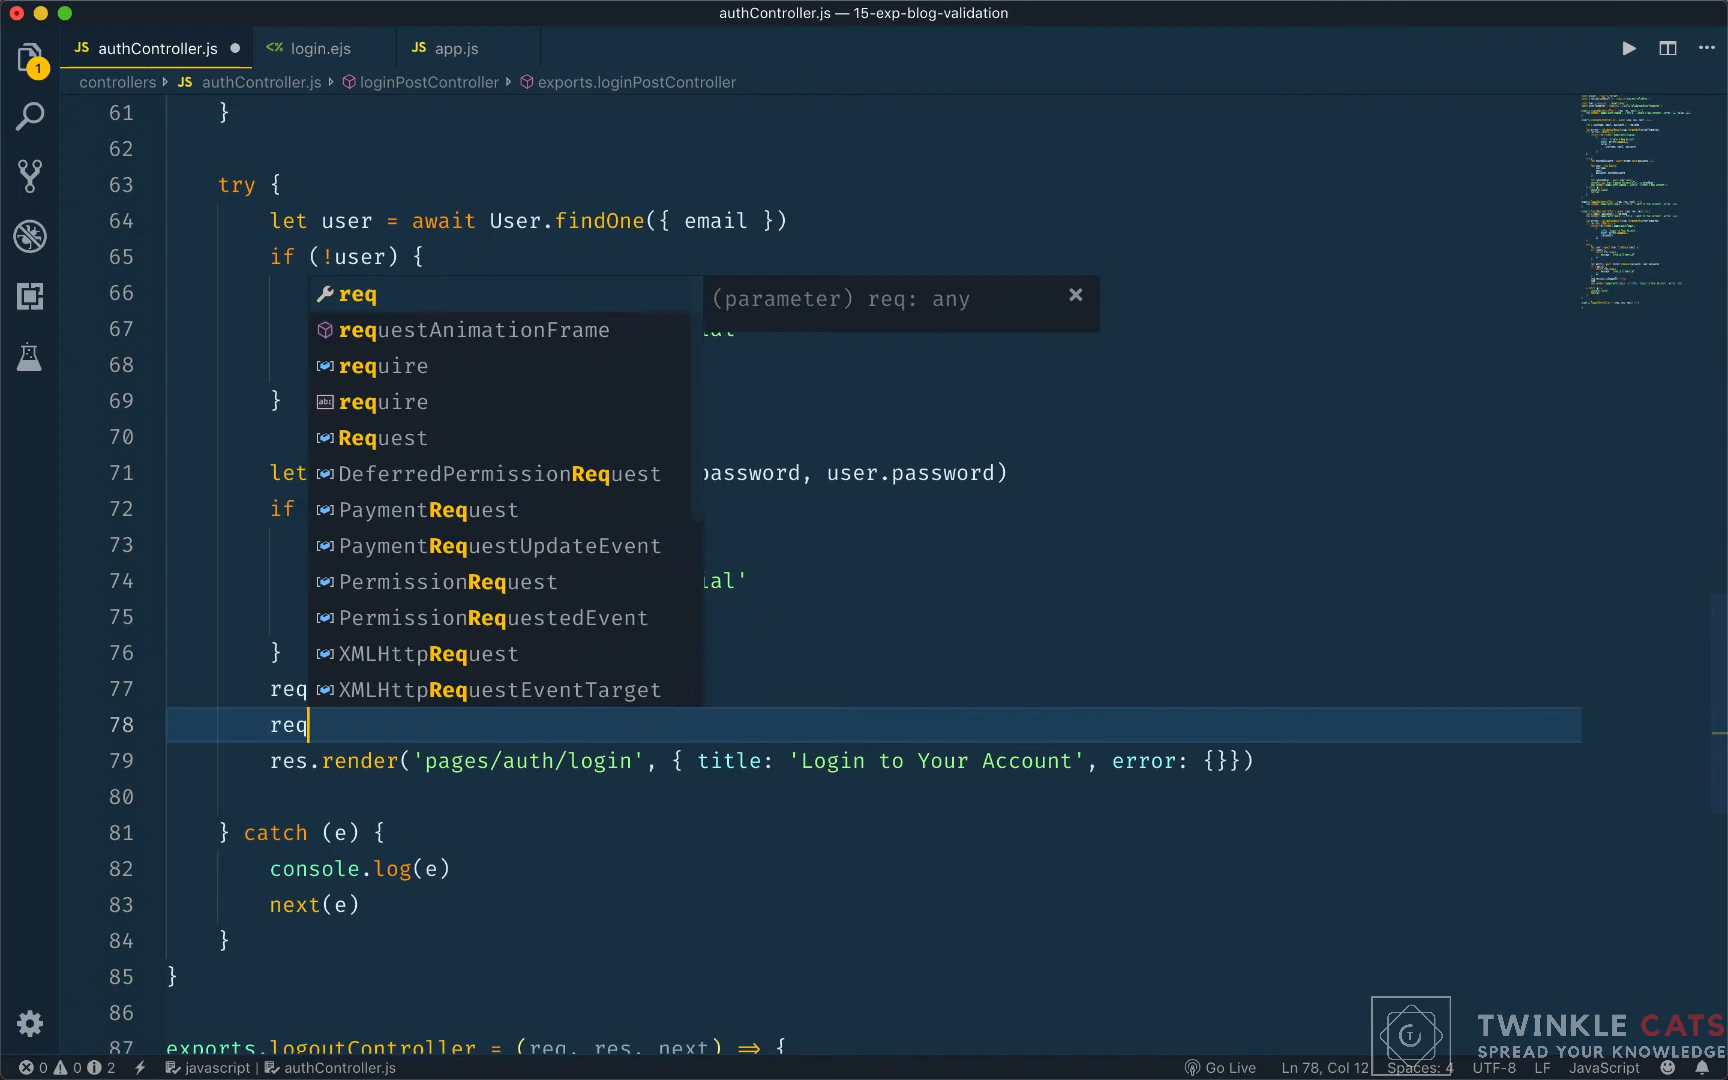 authController.js — 15-exp-blog-validation
JS authController.js ● <% login.ejs JS app.js
controllers JS authController.js loginPostController exports.loginPostController
1
61 }
62
63 try {
64 let user = await User.findOne({ email })
65 if (!user) {
66 req (parameter) req: any
67 requestAnimationFrame
68 require
69 } require
70 Request
71 let DeferredPermissionRequest password, user.password)
72 if PaymentRequest
73 PaymentRequestUpdateEvent
74 PermissionRequest ial'
75 PermissionRequestedEvent
76 } XMLHttpRequest
77 req XMLHttpRequestEventTarget
78 req
79 res.render('pages/auth/login', { title: 'Login to Your Account', error: {}})
80
81 } catch (e) {
82 console.log(e)
83 next(e)
84 }
85 }
86
87 exports.logoutController = (req, res, next) ⇒ {
TWINKLE CATS
SPREAD YOUR KNOWLEDGE
0 0 2 javascript | authController.js Go Live Ln 78, Col 12 Spaces: 4 UTF-8 LF JavaScript